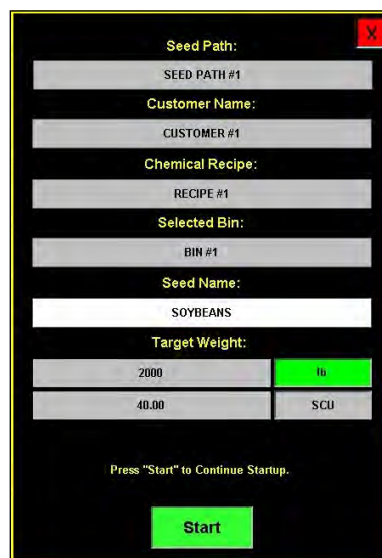 X
Seed Path:
SEED PATH #1
Customer Name:
CUSTOMER #1
Chemical Recipe:
RECIPE #1
Selected Bin:
BIN #1
Seed Name:
SOYBEANS
Target Weight:
2000 lb
40.00 SCU
Press "Start" to Continue Startup.
Start